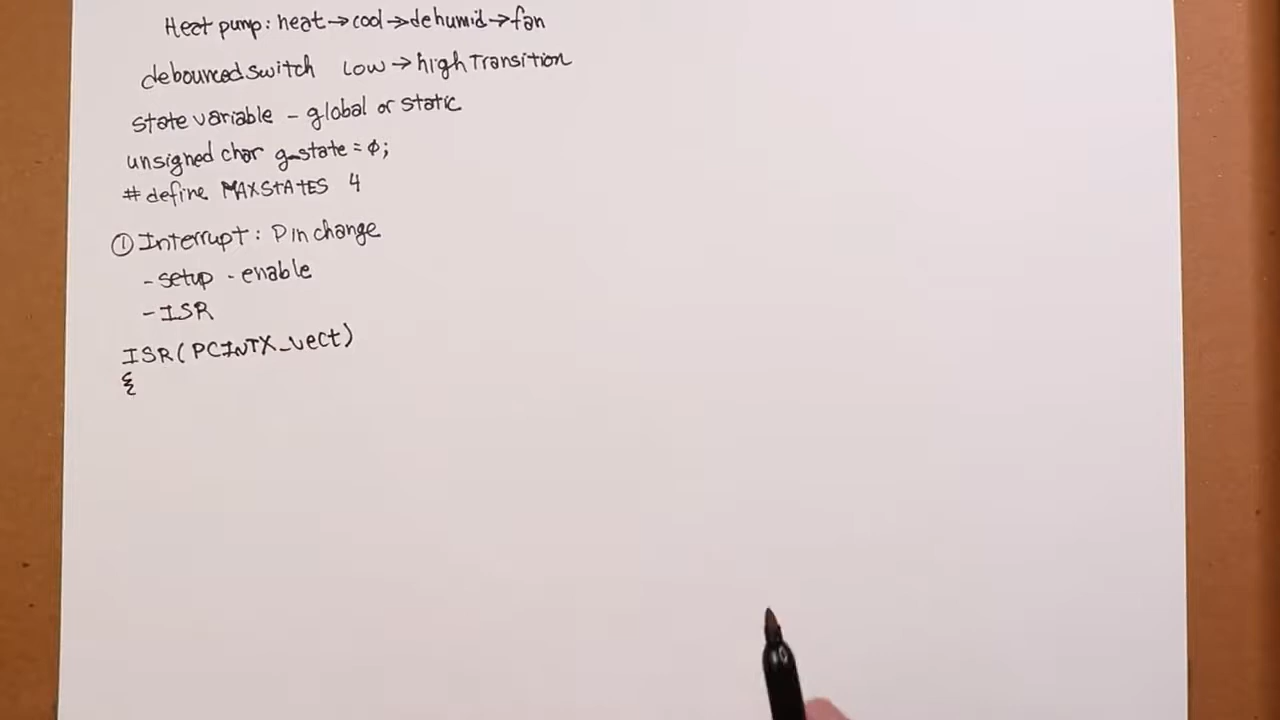 Heat pump: heat→cool→dehumid→fan
debounced switch low→high Transition
state variable - global or static
unsigned char g_state = φ;
# define MAXSTATES 4
① Interrupt: Pin change
- setup - enable
- ISR
ISR( PCINTX_vect)
{